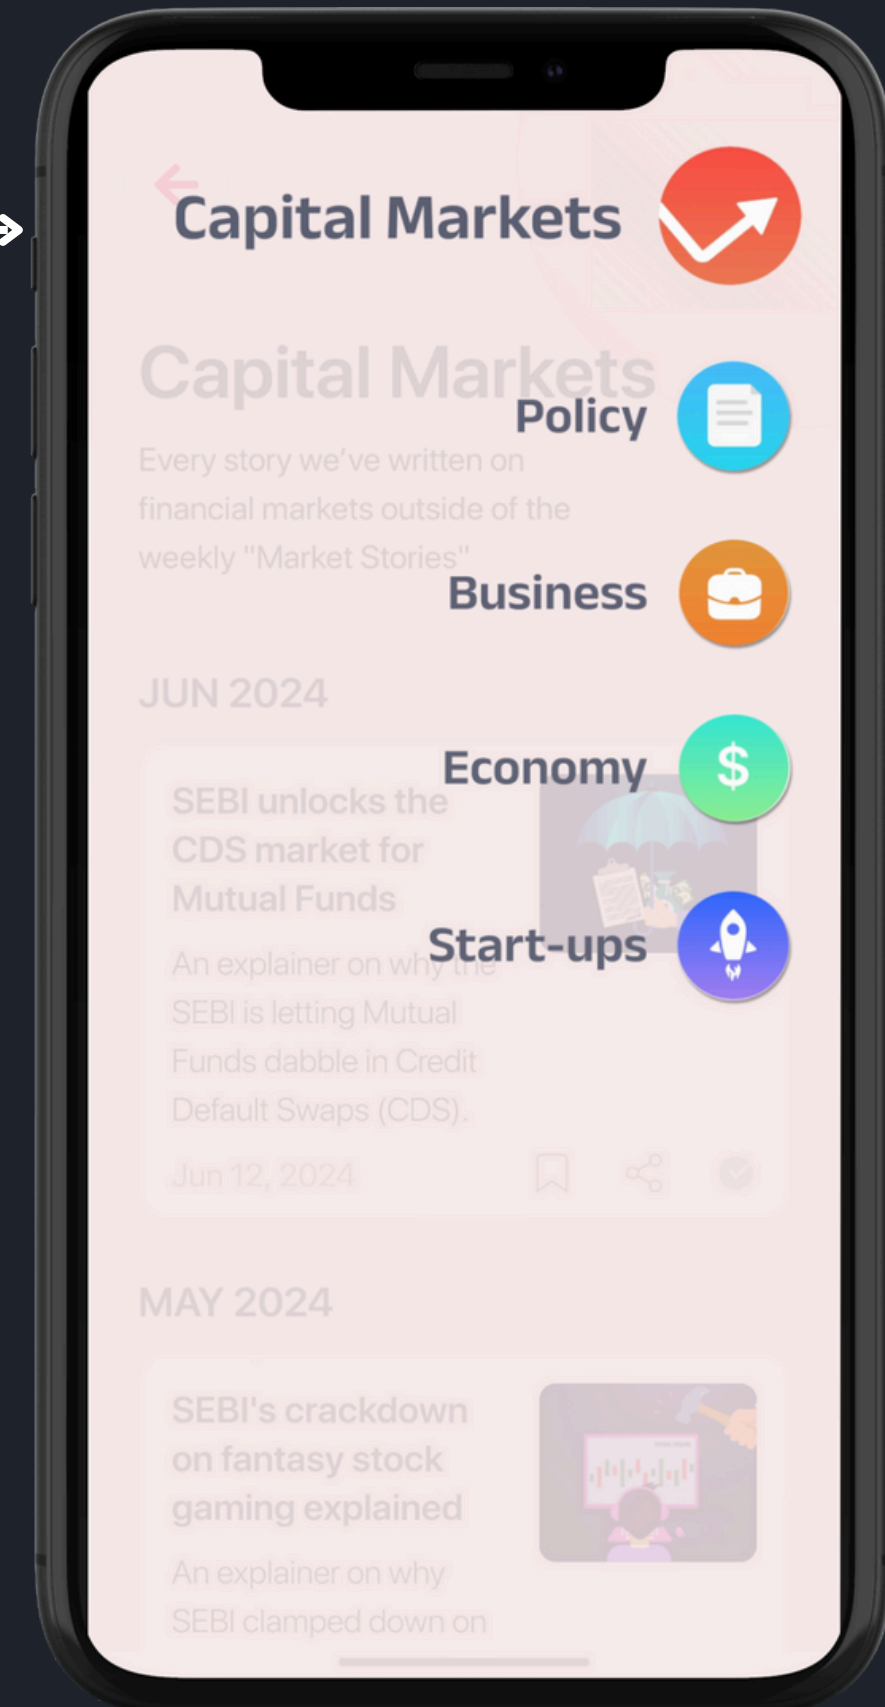 Capital Markets
Capital Markets
Policy
Every story we've written on
financial markets outside of the
weekly "Market Stories"
Business
JUN 2024
Economy
$
SEBI unlocks the
CDS market for
Mutual Funds
Start-ups
An explainer on why the
SEBI is letting Mutual
Funds dabble in Credit
Default Swaps (CDS).
Jun 12, 2024
MAY 2024
SEBI's crackdown
on fantasy stock
gaming explained
An explainer on why
SEBI clamped down on